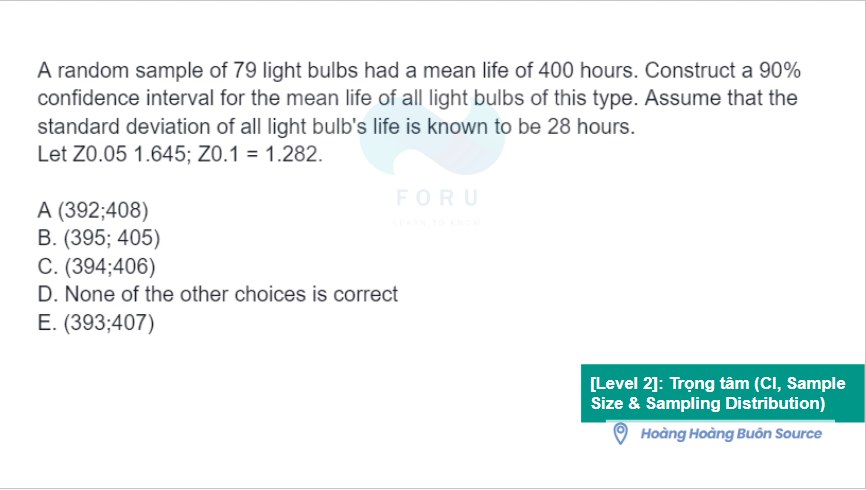 A random sample of 79 light bulbs had a mean life of 400 hours. Construct a 90%
confidence interval for the mean life of all light bulbs of this type. Assume that the
standard deviation of all light bulb's life is known to be 28 hours.
Let Z0.05 1.645; Z0.1 = 1.282.
FORU
A (392;408)
B. (395; 405)
C. (394;406)
D. None of the other choices is correct
E. (393;407)
[Level 2]: Trọng tâm (CI, Sample
Size & Sampling Distribution)
Hoàng Hoàng Buôn Source